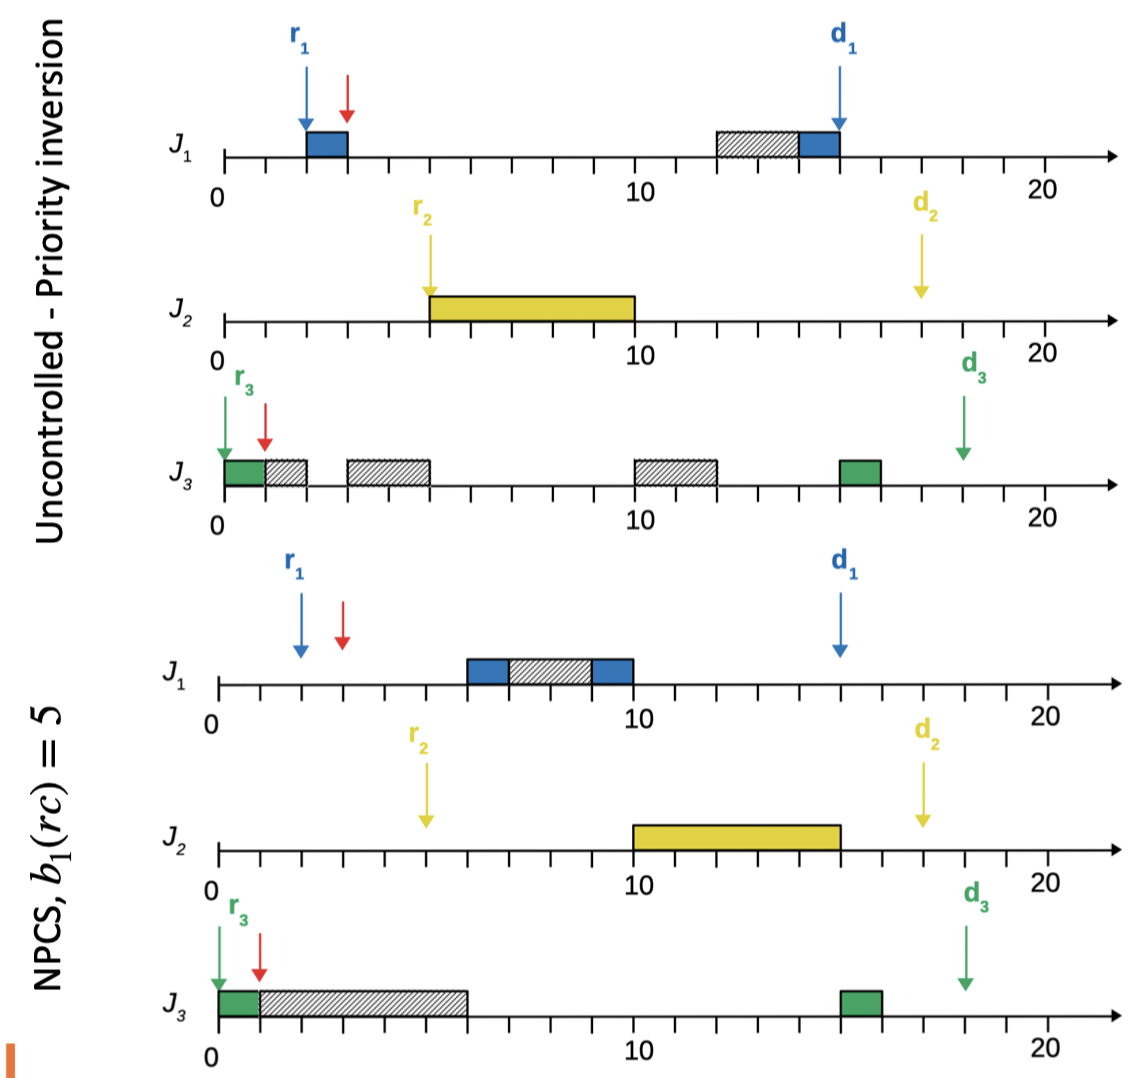 Uncontrolled - Priority inversion
r₁ d₁
J₁
0 10 20
r₂ d₂
J₂
0 10 20
r₃ d₃
J₃
0 10 20
NPCS, b₁(rc) = 5
r₁ d₁
J₁
0 10 20
r₂ d₂
J₂
0 10 20
r₃ d₃
J₃
0 10 20